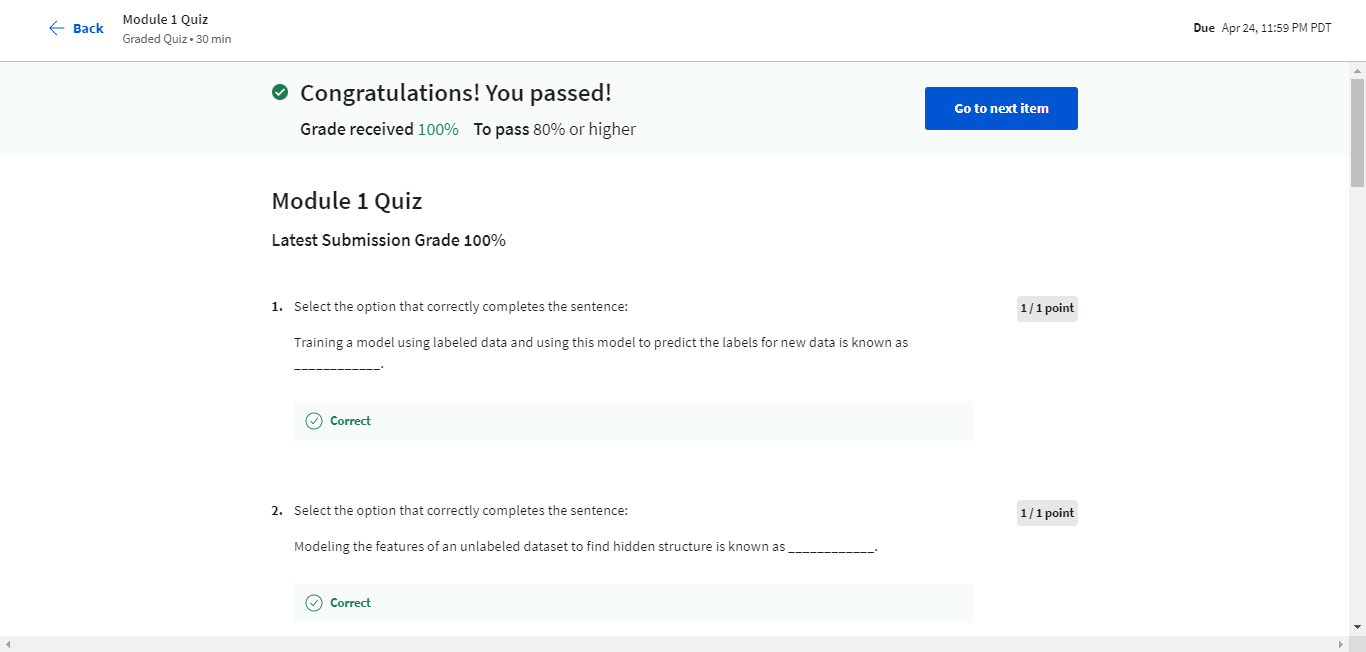 Back
Module 1 Quiz
Graded Quiz • 30 min
Due Apr 24, 11:59 PM PDT
Congratulations! You passed!
Grade received 100% To pass 80% or higher
Go to next item
Module 1 Quiz
Latest Submission Grade 100%
1. Select the option that correctly completes the sentence:
1 / 1 point
Training a model using labeled data and using this model to predict the labels for new data is known as
____________.
Correct
2. Select the option that correctly completes the sentence:
1 / 1 point
Modeling the features of an unlabeled dataset to find hidden structure is known as ____________.
Correct